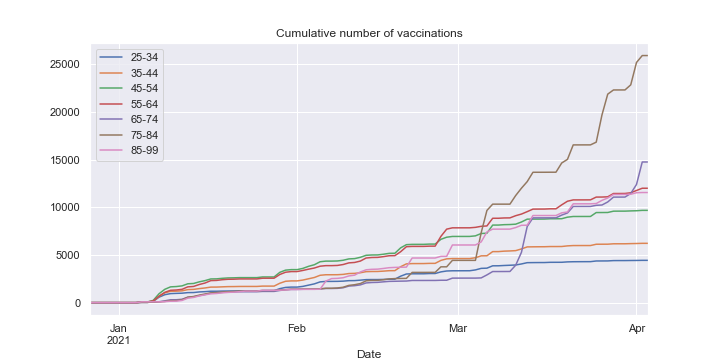 Cumulative number of vaccinations
25-34
35-44
45-54
55-64
65-74
75-84
85-99
25000
20000
15000
10000
5000
0
Jan
2021
Feb
Mar
Apr
Date